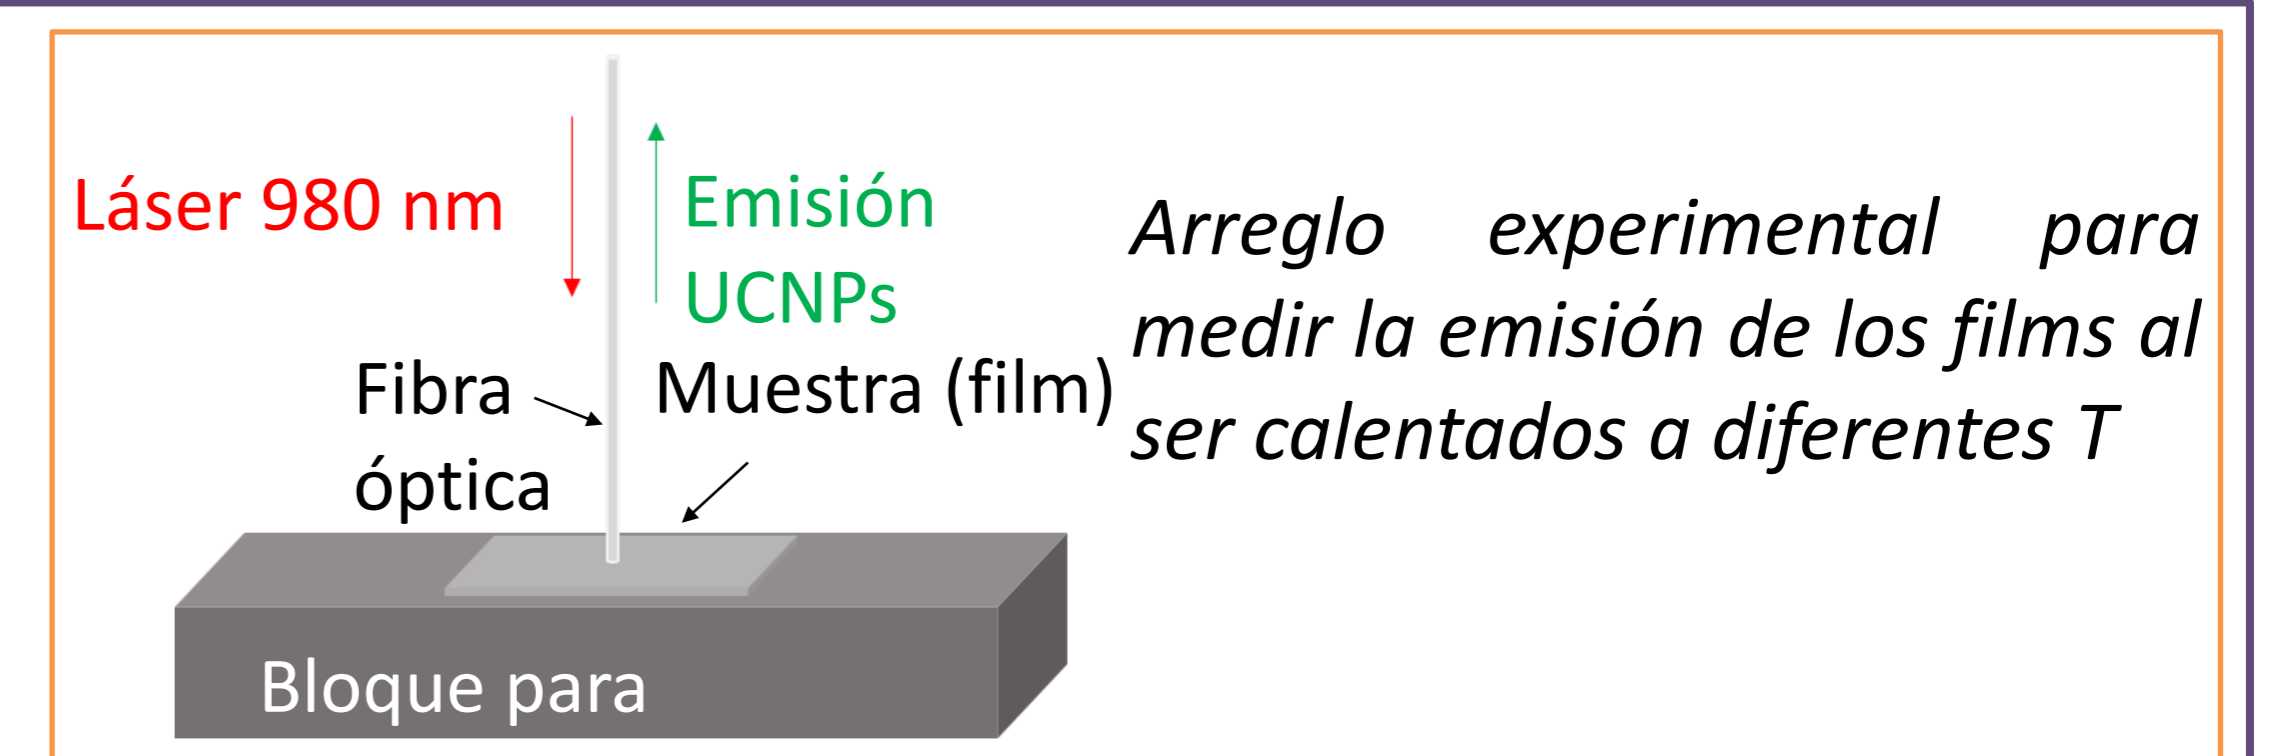 Láser 980 nm
Emisión
UCNPs
Fibra
óptica
Muestra (film)
Bloque para
Arreglo experimental para
medir la emisión de los films al
ser calentados a diferentes T